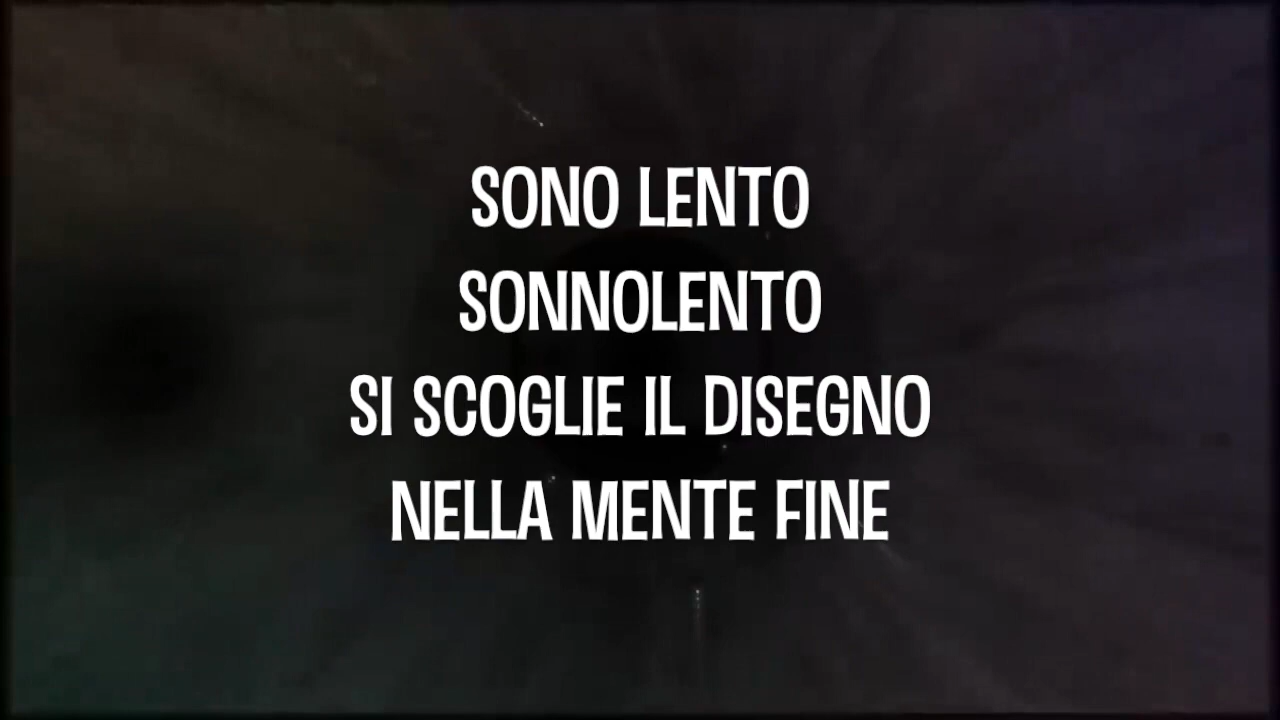 SONO LENTO
SONNOLENTO
SI SCOGLIE IL DISEGNO
NELLA MENTE FINE